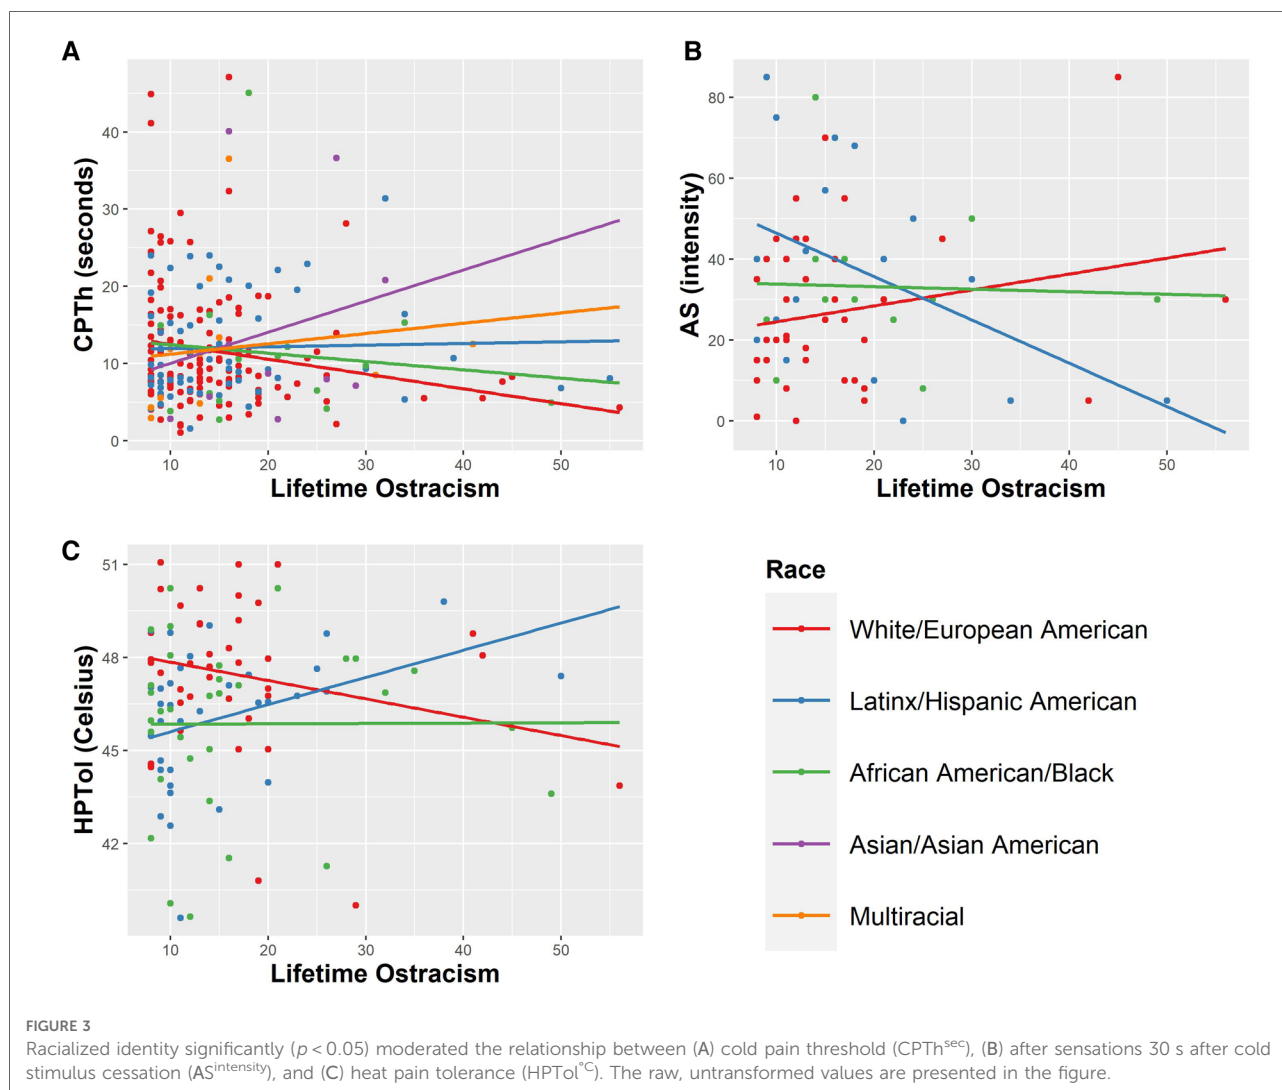 A
CPTh (seconds)
40
30
20
10
0
10 20 30 40 50
Lifetime Ostracism
B
AS (intensity)
80
60
40
20
0
10 20 30 40 50
Lifetime Ostracism
C
HPTol (Celsius)
51
48
45
42
10 20 30 40 50
Lifetime Ostracism
Race
White/European American
Latinx/Hispanic American
African American/Black
Asian/Asian American
Multiracial
FIGURE 3
Racialized identity significantly (p < 0.05) moderated the relationship between (A) cold pain threshold (CPTh^sec), (B) after sensations 30 s after cold
stimulus cessation (AS^intensity), and (C) heat pain tolerance (HPTol^°C). The raw, untransformed values are presented in the figure.